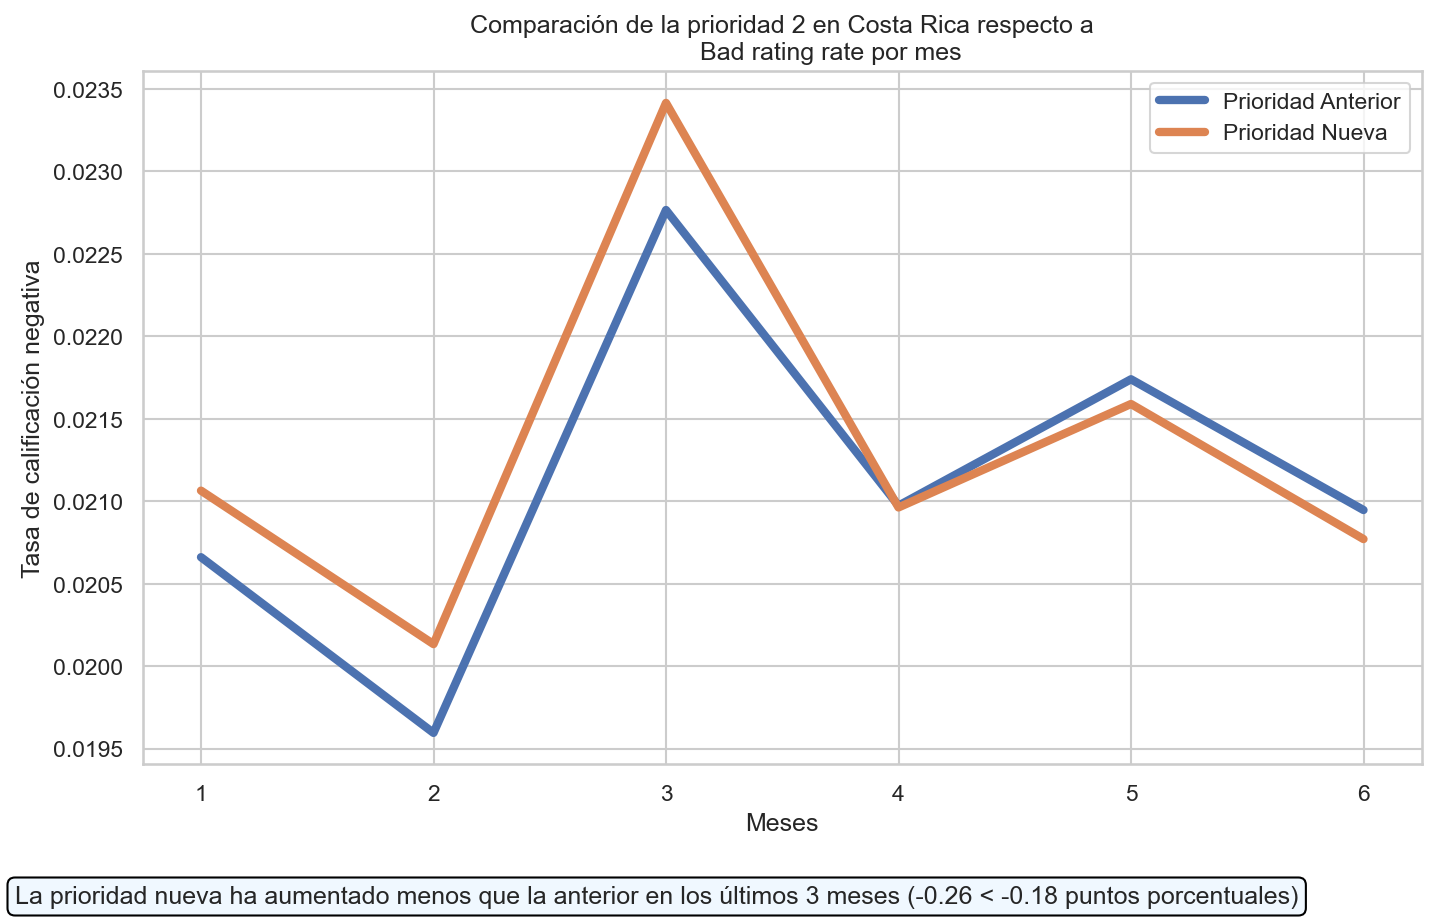 Comparación de la prioridad 2 en Costa Rica respecto a
Bad rating rate por mes
Prioridad Anterior
Prioridad Nueva
Tasa de calificación negativa
0.0235
0.0230
0.0225
0.0220
0.0215
0.0210
0.0205
0.0200
0.0195
1 2 3 4 5 6
Meses
La prioridad nueva ha aumentado menos que la anterior en los últimos 3 meses (-0.26 < -0.18 puntos porcentuales)